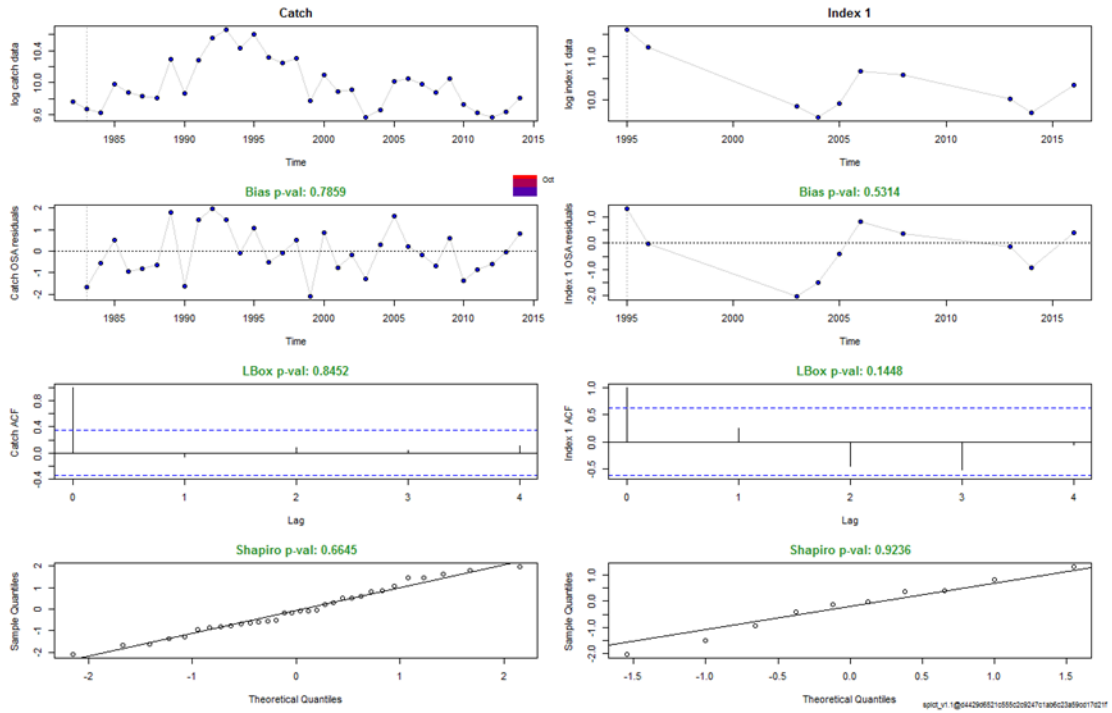 Catch
log catch data
9.6 10.0 10.4
1985 1990 1995 2000 2005 2010 2015
Time
Index 1
log index 1 data
10.0 11.0
1995 2000 2005 2010 2015
Time
Oct
Bias p-val: 0.7859
Catch OSA residuals
-2 -1 0 1 2
1985 1990 1995 2000 2005 2010 2015
Time
Bias p-val: 0.5314
Index 1 OSA residuals
-2.0 -1.0 0.0 1.0
1995 2000 2005 2010 2015
Time
LBox p-val: 0.8452
Catch ACF
-0.4 0.0 0.4 0.8
0 1 2 3 4
Lag
LBox p-val: 0.1448
Index 1 ACF
-0.5 0.0 0.5 1.0
0 1 2 3 4
Lag
Shapiro p-val: 0.6645
Sample Quantiles
-2 -1 0 1 2
-2 -1 0 1 2
Theoretical Quantiles
Shapiro p-val: 0.9236
Sample Quantiles
-2.0 -1.0 0.0 1.0
-1.5 -1.0 -0.5 0.0 0.5 1.0 1.5
Theoretical Quantiles